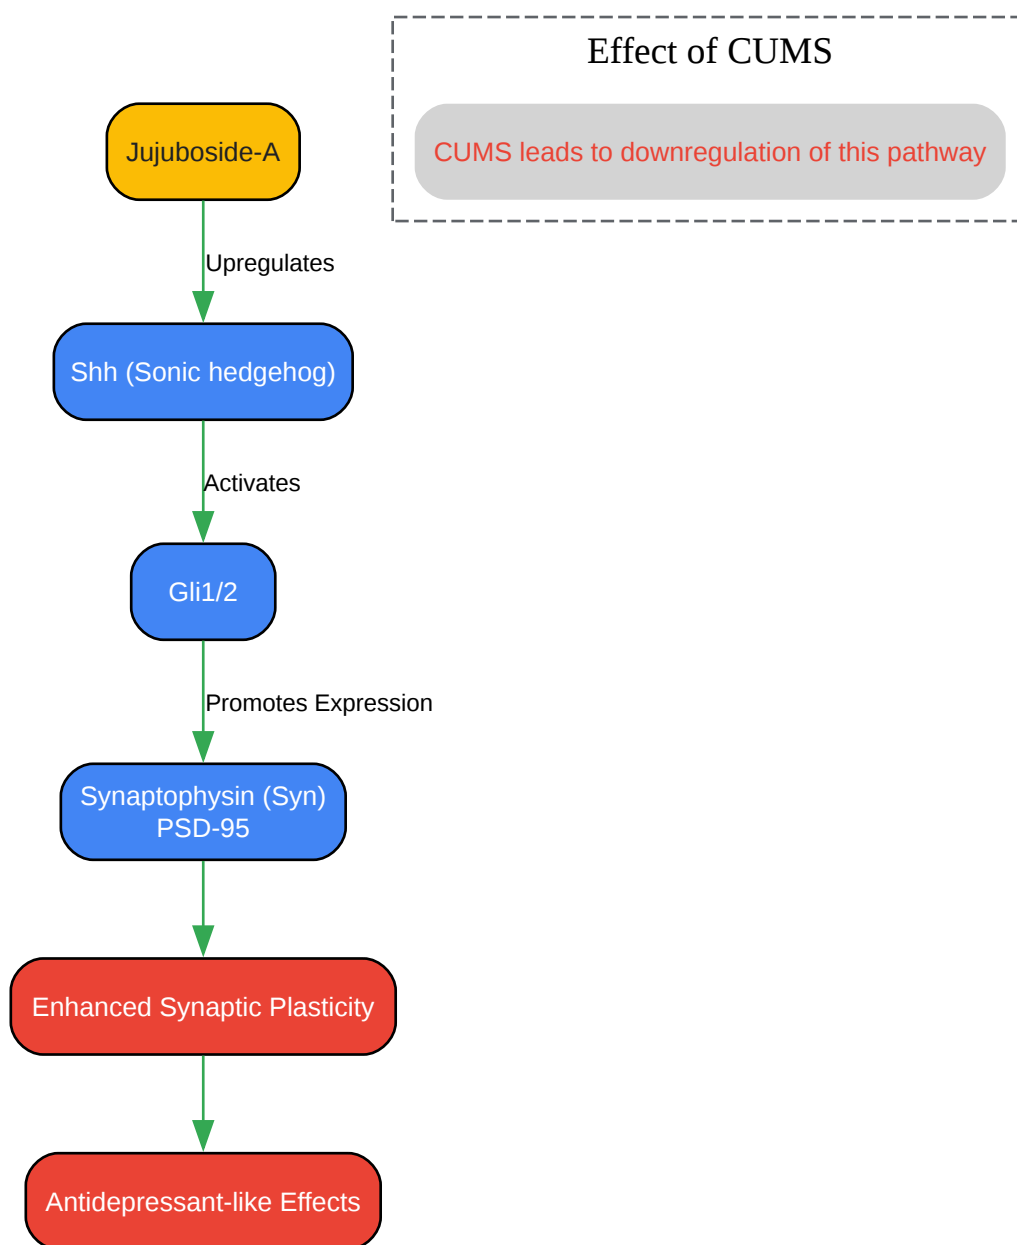 Effect of CUMS
CUMS leads to downregulation of this pathway
Jujuboside-A
Upregulates
Shh (Sonic hedgehog)
Activates
Gli1/2
Promotes Expression
Synaptophysin (Syn)
PSD-95
Enhanced Synaptic Plasticity
Antidepressant-like Effects